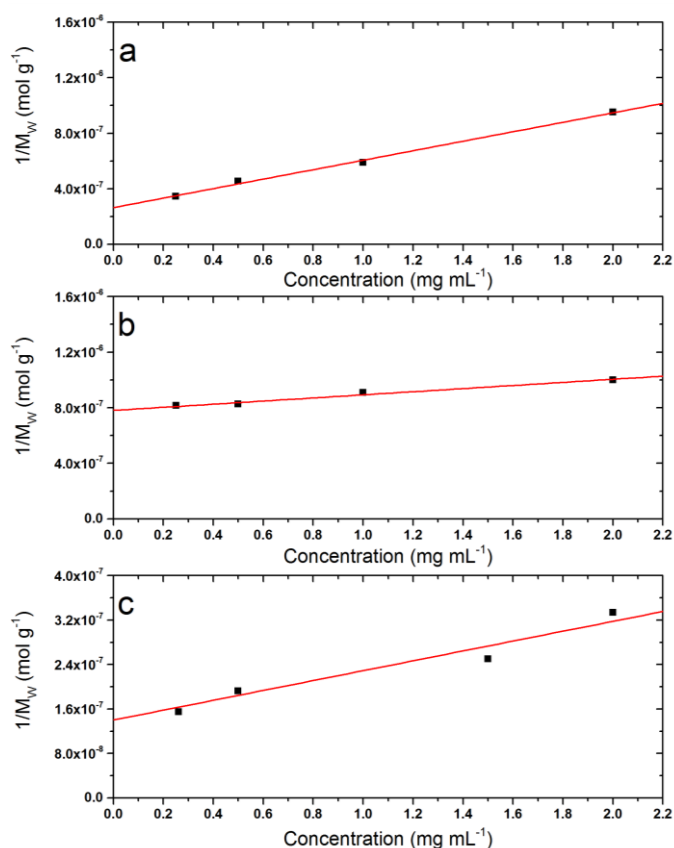 a
1/M_W (mol g⁻¹)
1.6x10⁻⁶
1.2x10⁻⁶
8.0x10⁻⁷
4.0x10⁻⁷
0.0
0.0 0.2 0.4 0.6 0.8 1.0 1.2 1.4 1.6 1.8 2.0 2.2
Concentration (mg mL⁻¹)
b
1/M_W (mol g⁻¹)
1.6x10⁻⁶
1.2x10⁻⁶
8.0x10⁻⁷
4.0x10⁻⁷
0.0
0.0 0.2 0.4 0.6 0.8 1.0 1.2 1.4 1.6 1.8 2.0 2.2
Concentration (mg mL⁻¹)
c
1/M_W (mol g⁻¹)
4.0x10⁻⁷
3.2x10⁻⁷
2.4x10⁻⁷
1.6x10⁻⁷
8.0x10⁻⁸
0.0
0.0 0.2 0.4 0.6 0.8 1.0 1.2 1.4 1.6 1.8 2.0 2.2
Concentration (mg mL⁻¹)